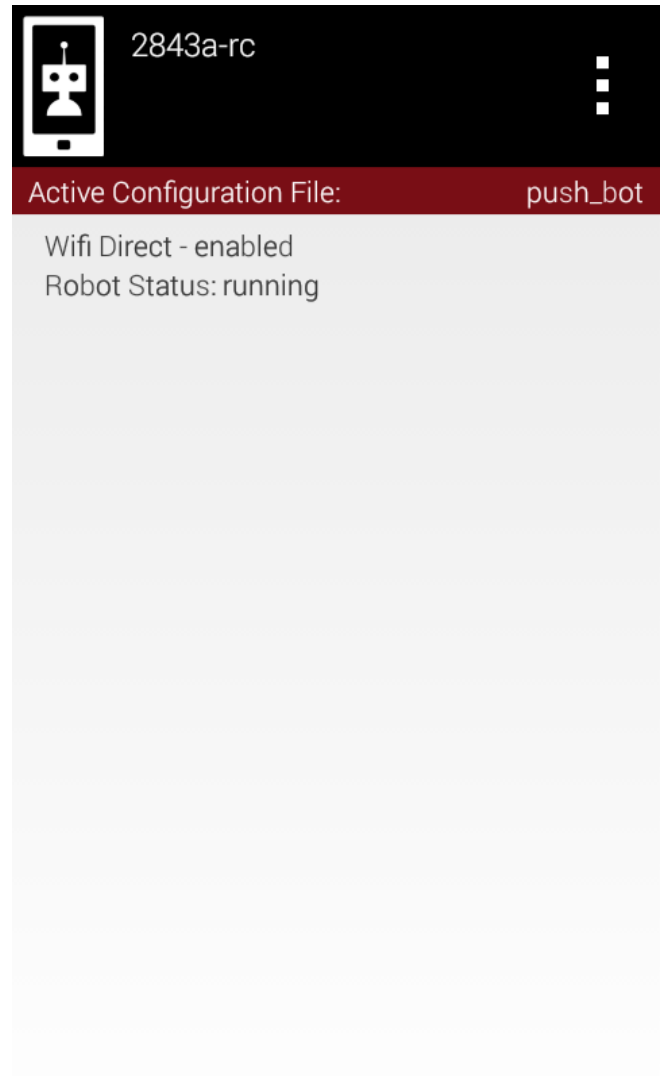 2843a-rc
Active Configuration File: push_bot
Wifi Direct - enabled
Robot Status: running